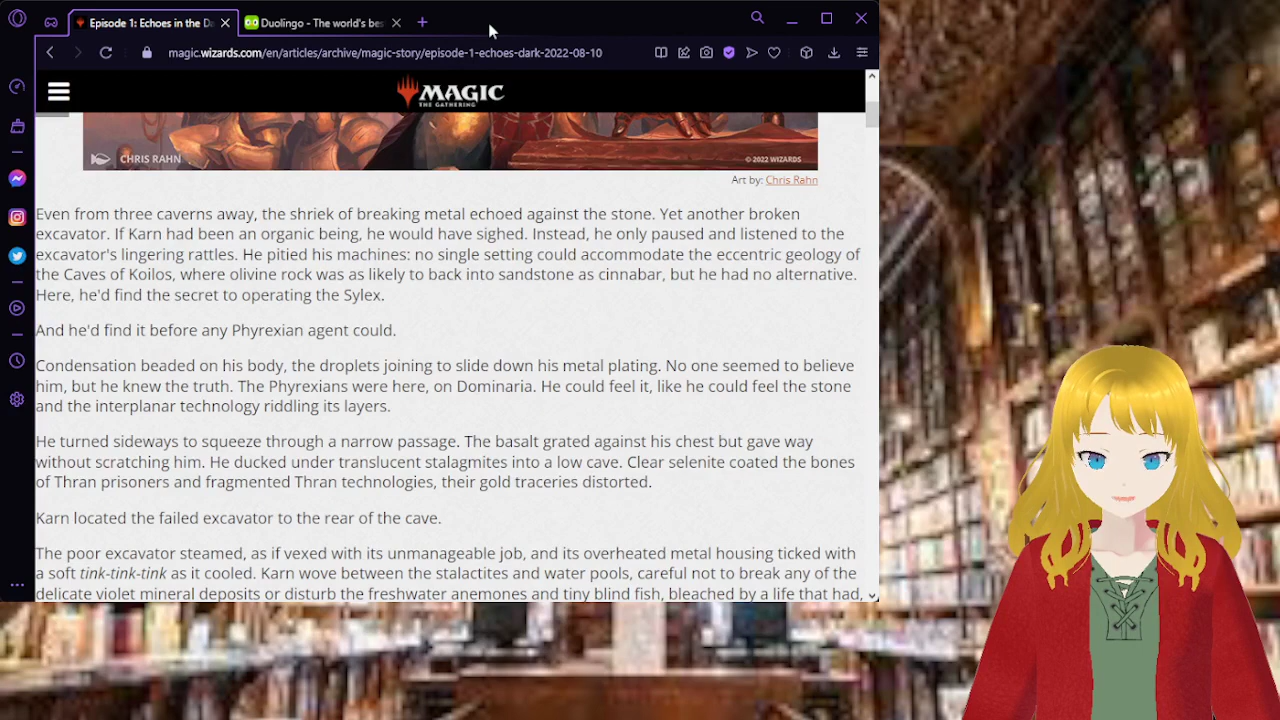 Episode 1: Echoes in the Da
Duolingo - The world's bes
magic.wizards.com/en/articles/archive/magic-story/episode-1-echoes-dark-2022-08-10
MAGIC
THE GATHERING
CHRIS RAHN
© 2022 WIZARDS
Art by: Chris Rahn
Even from three caverns away, the shriek of breaking metal echoed against the stone. Yet another broken
excavator. If Karn had been an organic being, he would have sighed. Instead, he only paused and listened to the
excavator's lingering rattles. He pitied his machines: no single setting could accommodate the eccentric geology of
the Caves of Koilos, where olivine rock was as likely to back into sandstone as cinnabar, but he had no alternative.
Here, he'd find the secret to operating the Sylex.
And he'd find it before any Phyrexian agent could.
Condensation beaded on his body, the droplets joining to slide down his metal plating. No one seemed to believe
him, but he knew the truth. The Phyrexians were here, on Dominaria. He could feel it, like he could feel the stone
and the interplanar technology riddling its layers.
He turned sideways to squeeze through a narrow passage. The basalt grated against his chest but gave way
without scratching him. He ducked under translucent stalagmites into a low cave. Clear selenite coated the bones
of Thran prisoners and fragmented Thran technologies, their gold traceries distorted.
Karn located the failed excavator to the rear of the cave.
The poor excavator steamed, as if vexed with its unmanageable job, and its overheated metal housing ticked with
a soft tink-tink-tink as it cooled. Karn wove between the stalactites and water pools, careful not to break any of the
delicate violet mineral deposits or disturb the freshwater anemones and tiny blind fish, bleached by a life that had,